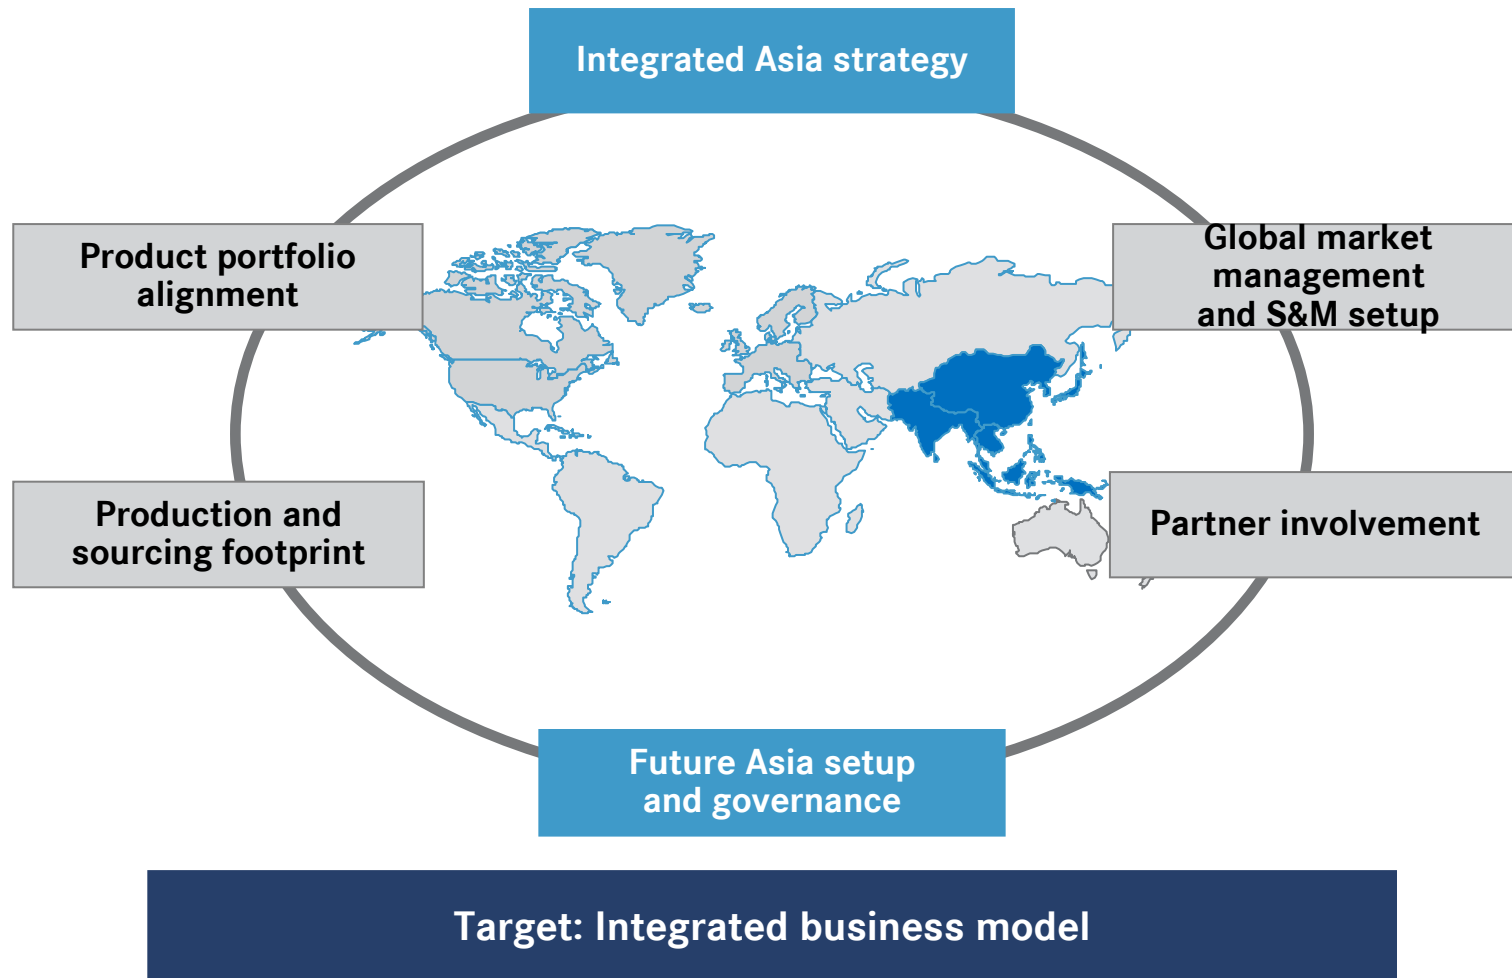 Integrated Asia strategy
Product portfolio
alignment
Global market
management
and S&M setup
Production and
sourcing footprint
Partner involvement
Future Asia setup
and governance
Target: Integrated business model